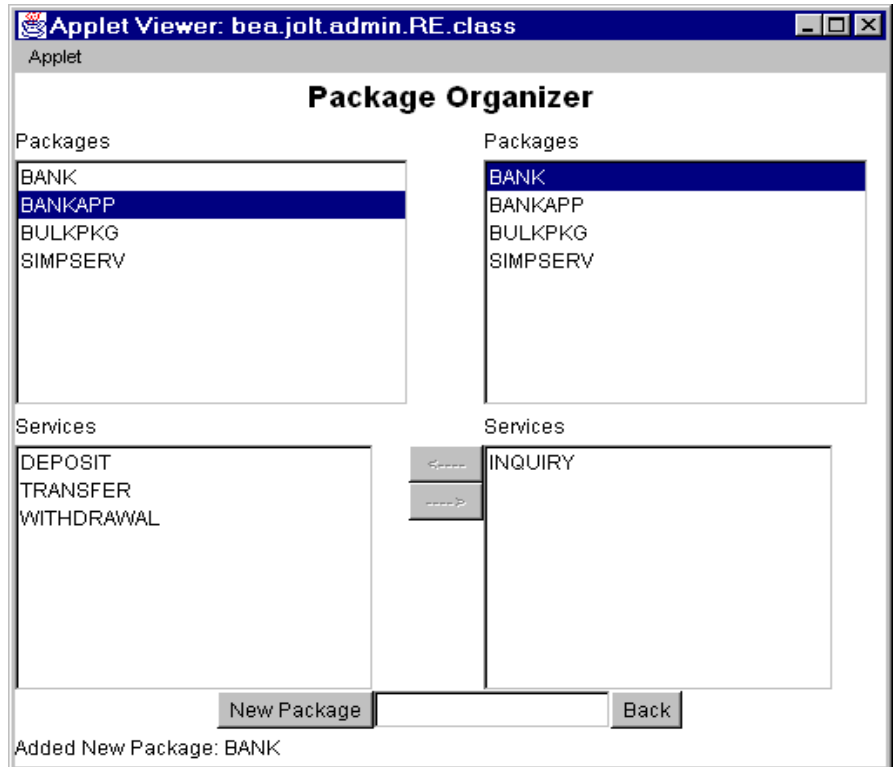 Applet Viewer: bea.jolt.admin.RE.class
Applet
Package Organizer
Packages
BANK
BANKAPP
BULKPKG
SIMPSERV
Packages
BANK
BANKAPP
BULKPKG
SIMPSERV
Services
DEPOSIT
TRANSFER
WITHDRAWAL
<----
---->
Services
INQUIRY
New Package
Back
Added New Package: BANK